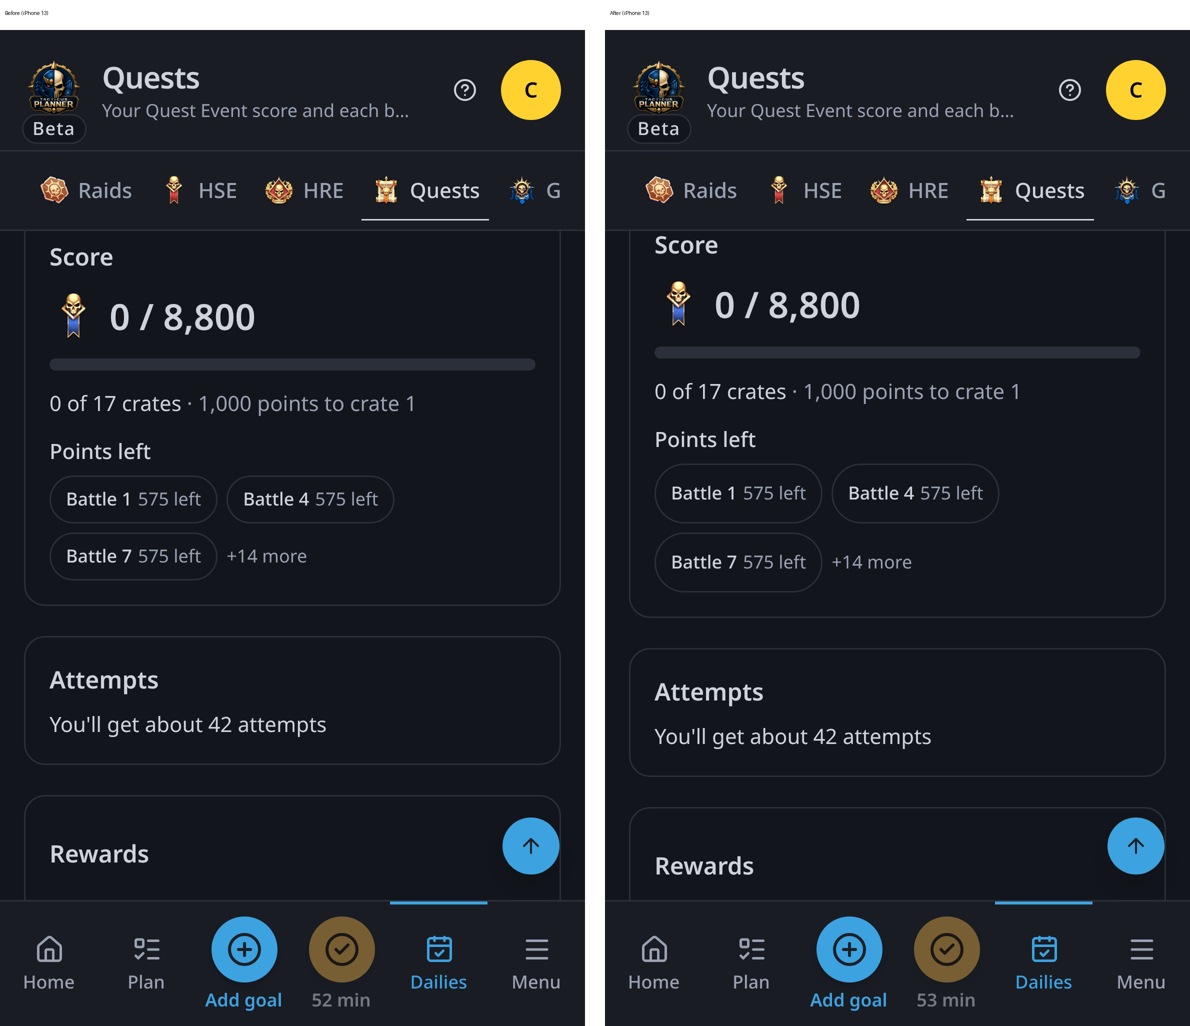 Before (iPhone 13)
Quests
Your Quest Event score and each b...
TACTICUS
PLANNER
Beta
C
Raids
HSE
HRE
Quests
G
Score
0 / 8,800
0 of 17 crates · 1,000 points to crate 1
Points left
Battle 1 575 left
Battle 4 575 left
Battle 7 575 left
+14 more
Attempts
You'll get about 42 attempts
Rewards
Home
Plan
Add goal
52 min
Dailies
Menu
After (iPhone 13)
Quests
Your Quest Event score and each b...
TACTICUS
PLANNER
Beta
C
Raids
HSE
HRE
Quests
G
Score
0 / 8,800
0 of 17 crates · 1,000 points to crate 1
Points left
Battle 1 575 left
Battle 4 575 left
Battle 7 575 left
+14 more
Attempts
You'll get about 42 attempts
Rewards
Home
Plan
Add goal
53 min
Dailies
Menu